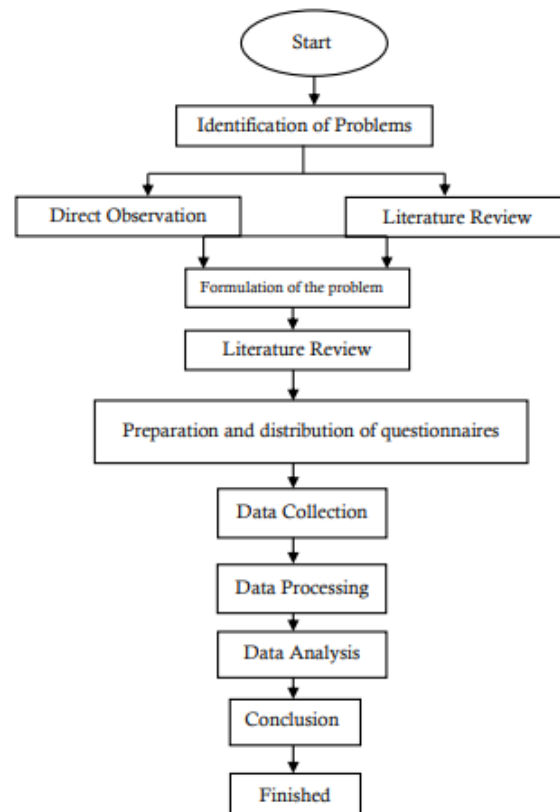 Start
Identification of Problems
Direct Observation
Literature Review
Formulation of the problem
Literature Review
Preparation and distribution of questionnaires
Data Collection
Data Processing
Data Analysis
Conclusion
Finished